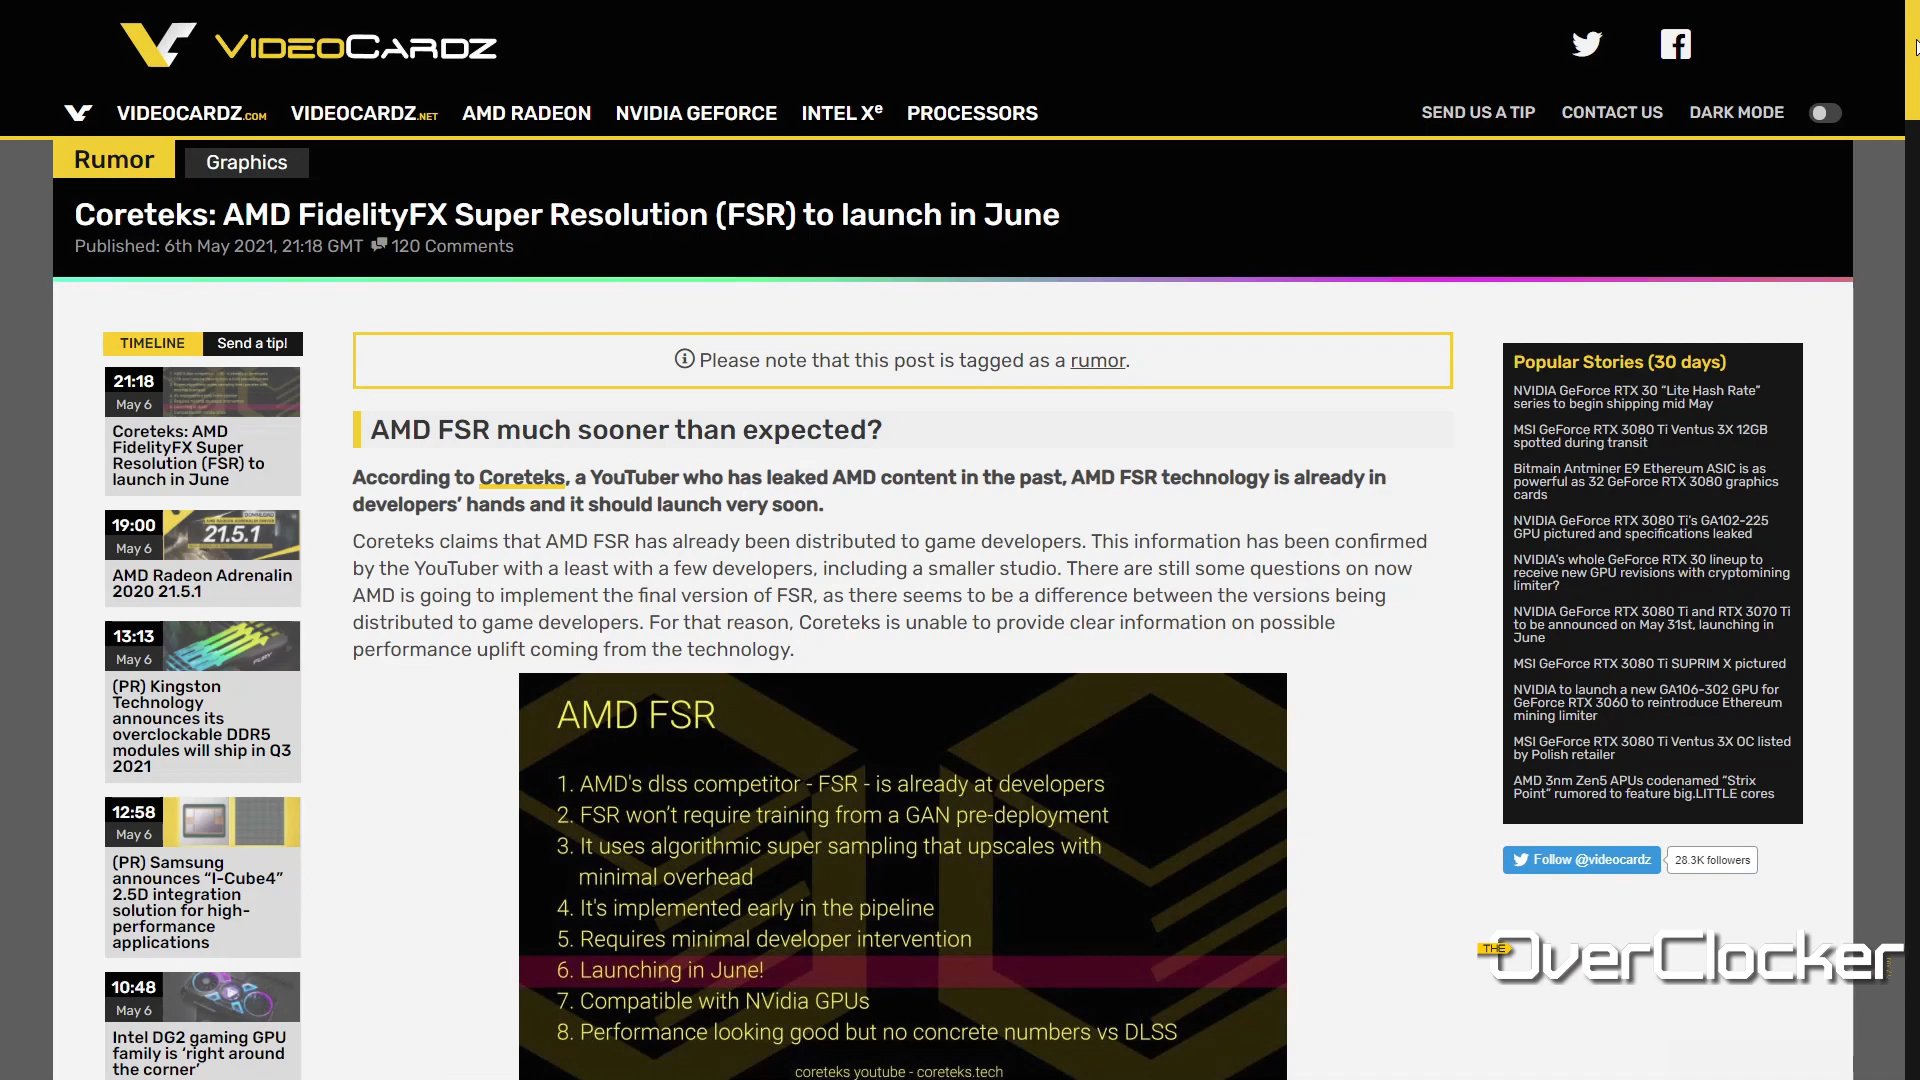 VIDEOCARDZ
VIDEOCARDZ.COM VIDEOCARDZ.NET AMD RADEON NVIDIA GEFORCE INTEL Xe PROCESSORS SEND US A TIP CONTACT US DARK MODE
Rumor Graphics
Coreteks: AMD FidelityFX Super Resolution (FSR) to launch in June
Published: 6th May 2021, 21:18 GMT 120 Comments
TIMELINE Send a tip!
21:18
May 6
Coreteks: AMD
FidelityFX Super
Resolution (FSR) to
launch in June
19:00
May 6
21.5.1
AMD Radeon Adrenalin
2020 21.5.1
13:13
May 6
FURY
(PR) Kingston
Technology
announces its
overclockable DDR5
modules will ship in Q3
2021
12:58
May 6
(PR) Samsung
announces “I-Cube4”
2.5D integration
solution for high-
performance
applications
10:48
May 6
Intel DG2 gaming GPU
family is ‘right around
the corner’
Please note that this post is tagged as a rumor.
AMD FSR much sooner than expected?
According to Coreteks, a YouTuber who has leaked AMD content in the past, AMD FSR technology is already in
developers’ hands and it should launch very soon.
Coreteks claims that AMD FSR has already been distributed to game developers. This information has been confirmed
by the YouTuber with a least with a few developers, including a smaller studio. There are still some questions on now
AMD is going to implement the final version of FSR, as there seems to be a difference between the versions being
distributed to game developers. For that reason, Coreteks is unable to provide clear information on possible
performance uplift coming from the technology.
AMD FSR
1. AMD's dlss competitor - FSR - is already at developers
2. FSR won’t require training from a GAN pre-deployment
3. It uses algorithmic super sampling that upscales with
minimal overhead
4. It's implemented early in the pipeline
5. Requires minimal developer intervention
6. Launching in June!
7. Compatible with NVidia GPUs
8. Performance looking good but no concrete numbers vs DLSS
coreteks youtube - coreteks.tech
Popular Stories (30 days)
NVIDIA GeForce RTX 30 “Lite Hash Rate”
series to begin shipping mid May
MSI GeForce RTX 3080 Ti Ventus 3X 12GB
spotted during transit
Bitmain Antminer E9 Ethereum ASIC is as
powerful as 32 GeForce RTX 3080 graphics
cards
NVIDIA GeForce RTX 3080 Ti’s GA102-225
GPU pictured and specifications leaked
NVIDIA’s whole GeForce RTX 30 lineup to
receive new GPU revisions with cryptomining
limiter?
NVIDIA GeForce RTX 3080 Ti and RTX 3070 Ti
to be announced on May 31st, launching in
June
MSI GeForce RTX 3080 Ti SUPRIM X pictured
NVIDIA to launch a new GA106-302 GPU for
GeForce RTX 3060 to reintroduce Ethereum
mining limiter
MSI GeForce RTX 3080 Ti Ventus 3X OC listed
by Polish retailer
AMD 3nm Zen5 APUs codenamed “Strix
Point” rumored to feature big.LITTLE cores
Follow @videocardz 28.3K followers
THE OverClocker